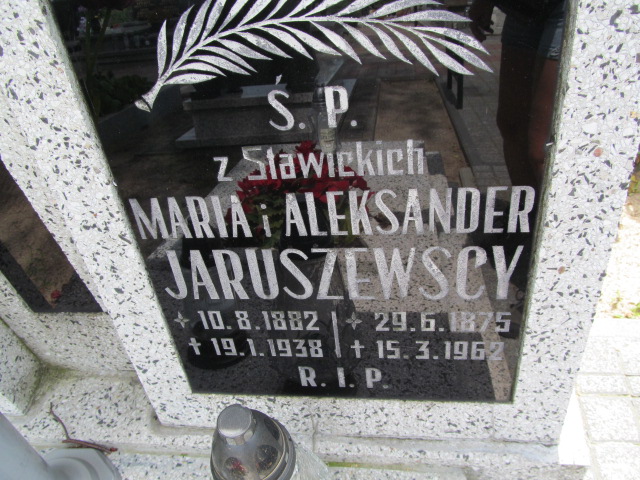 Ś. P.
z Sławickich
MARIA i ALEKSANDER
JARUSZEWSCY
10.8.1882 29.6.1875
† 19.1.1938 † 15.3.1962
R. I. P.